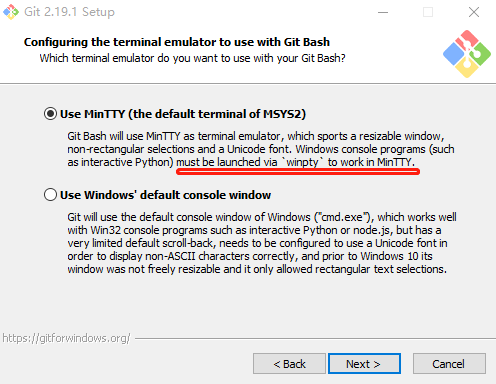 Git 2.19.1 Setup
Configuring the terminal emulator to use with Git Bash
Which terminal emulator do you want to use with your Git Bash?
Use MinTTY (the default terminal of MSYS2)
Git Bash will use MinTTY as terminal emulator, which sports a resizable window,
non-rectangular selections and a Unicode font. Windows console programs (such
as interactive Python) must be launched via `winpty` to work in MinTTY.
Use Windows' default console window
Git will use the default console window of Windows ("cmd.exe"), which works well
with Win32 console programs such as interactive Python or node.js, but has a
very limited default scroll-back, needs to be configured to use a Unicode font in
order to display non-ASCII characters correctly, and prior to Windows 10 its
window was not freely resizable and it only allowed rectangular text selections.
https://gitforwindows.org/
< Back
Next >
Cancel